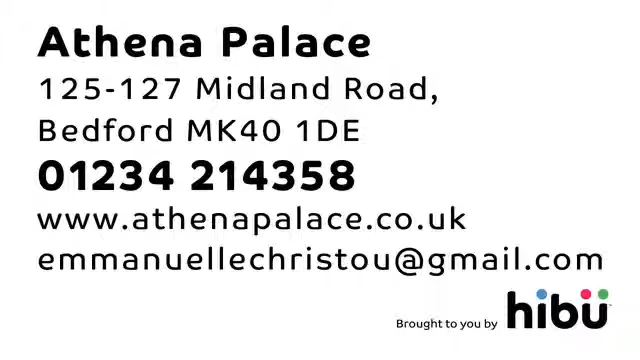 Athena Palace
125-127 Midland Road,
Bedford MK40 1DE
01234 214358
www.athenapalace.co.uk
emmanuellechristou@gmail.com
Brought to you by hibü